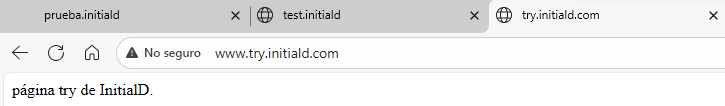 prueba.initiald
test.initiald
try.initiald.com
No seguro www.try.initiald.com
página try de InitialD.